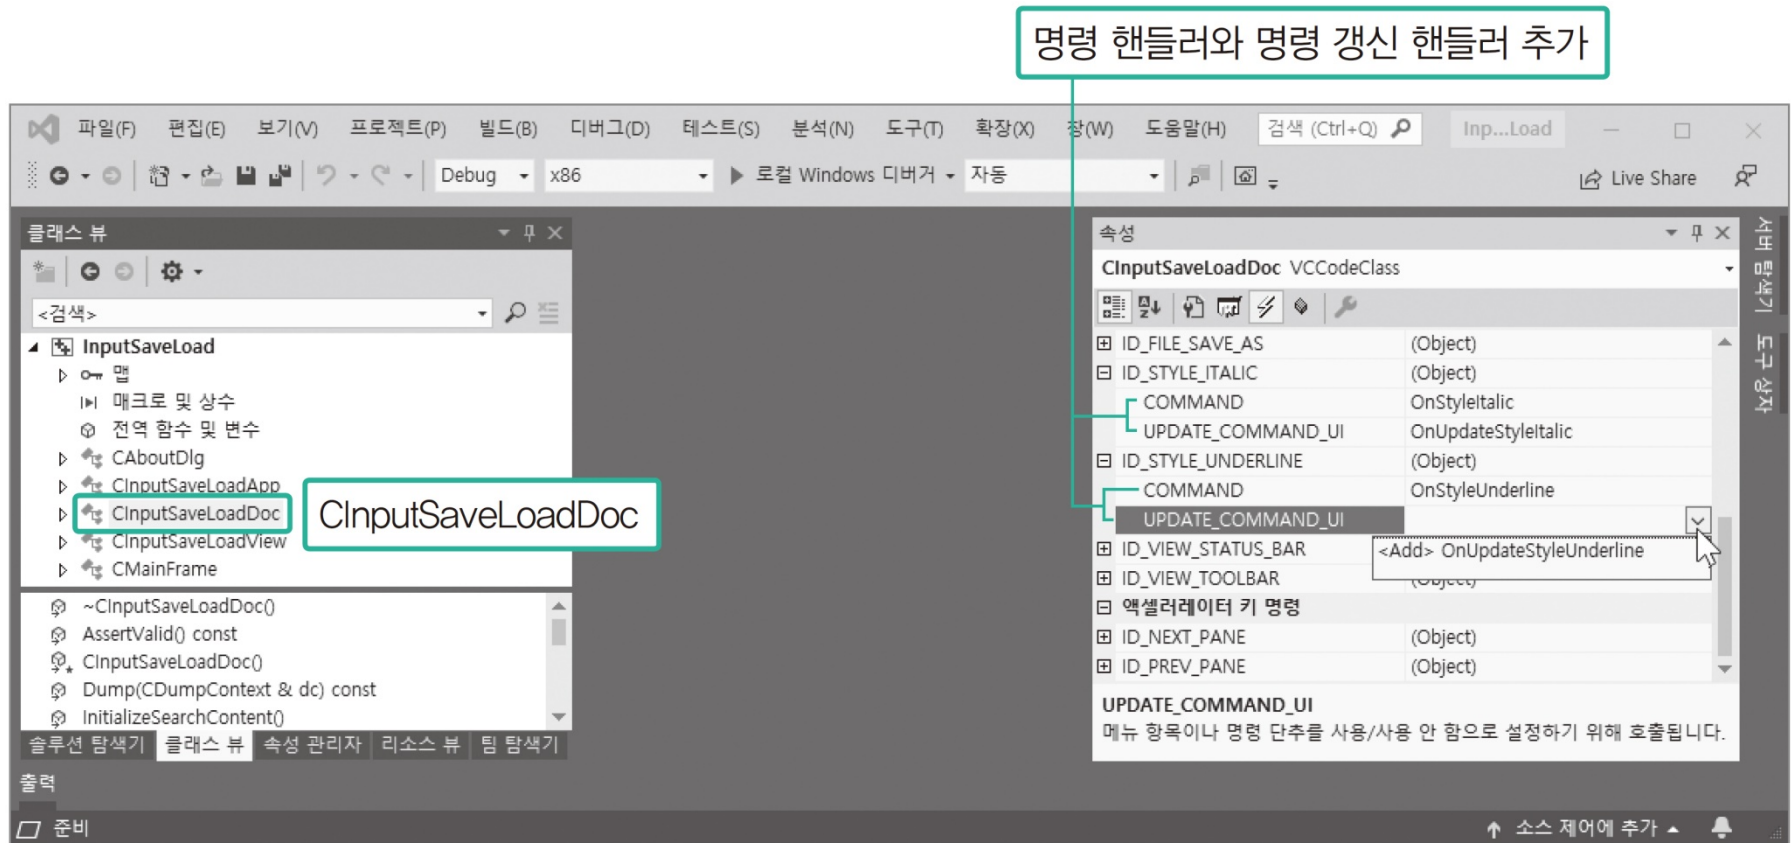 명령 핸들러와 명령 갱신 핸들러 추가
파일(F) 편집(E) 보기(V) 프로젝트(P) 빌드(B) 디버그(D) 테스트(S) 분석(N) 도구(T) 확장(X) 창(W) 도움말(H) 검색 (Ctrl+Q) Inp...Load
Debug x86 로컬 Windows 디버거 자동 Live Share
클래스 뷰
<검색>
InputSaveLoad
맵
매크로 및 상수
전역 함수 및 변수
CAboutDlg
CInputSaveLoadApp
CInputSaveLoadDoc
CInputSaveLoadDoc
CInputSaveLoadView
CMainFrame
~CInputSaveLoadDoc()
AssertValid() const
CInputSaveLoadDoc()
Dump(CDumpContext & dc) const
InitializeSearchContent()
솔루션 탐색기 클래스 뷰 속성 관리자 리소스 뷰 팀 탐색기
속성
CInputSaveLoadDoc VCCodeClass
ID_FILE_SAVE_AS (Object)
ID_STYLE_ITALIC (Object)
COMMAND OnStyleItalic
UPDATE_COMMAND_UI OnUpdateStyleItalic
ID_STYLE_UNDERLINE (Object)
COMMAND OnStyleUnderline
UPDATE_COMMAND_UI
ID_VIEW_STATUS_BAR <Add> OnUpdateStyleUnderline
ID_VIEW_TOOLBAR (Object)
액셀러레이터 키 명령
ID_NEXT_PANE (Object)
ID_PREV_PANE (Object)
UPDATE_COMMAND_UI
메뉴 항목이나 명령 단추를 사용/사용 안 함으로 설정하기 위해 호출됩니다.
서버 탐색기
도구 상자
출력
준비 소스 제어에 추가